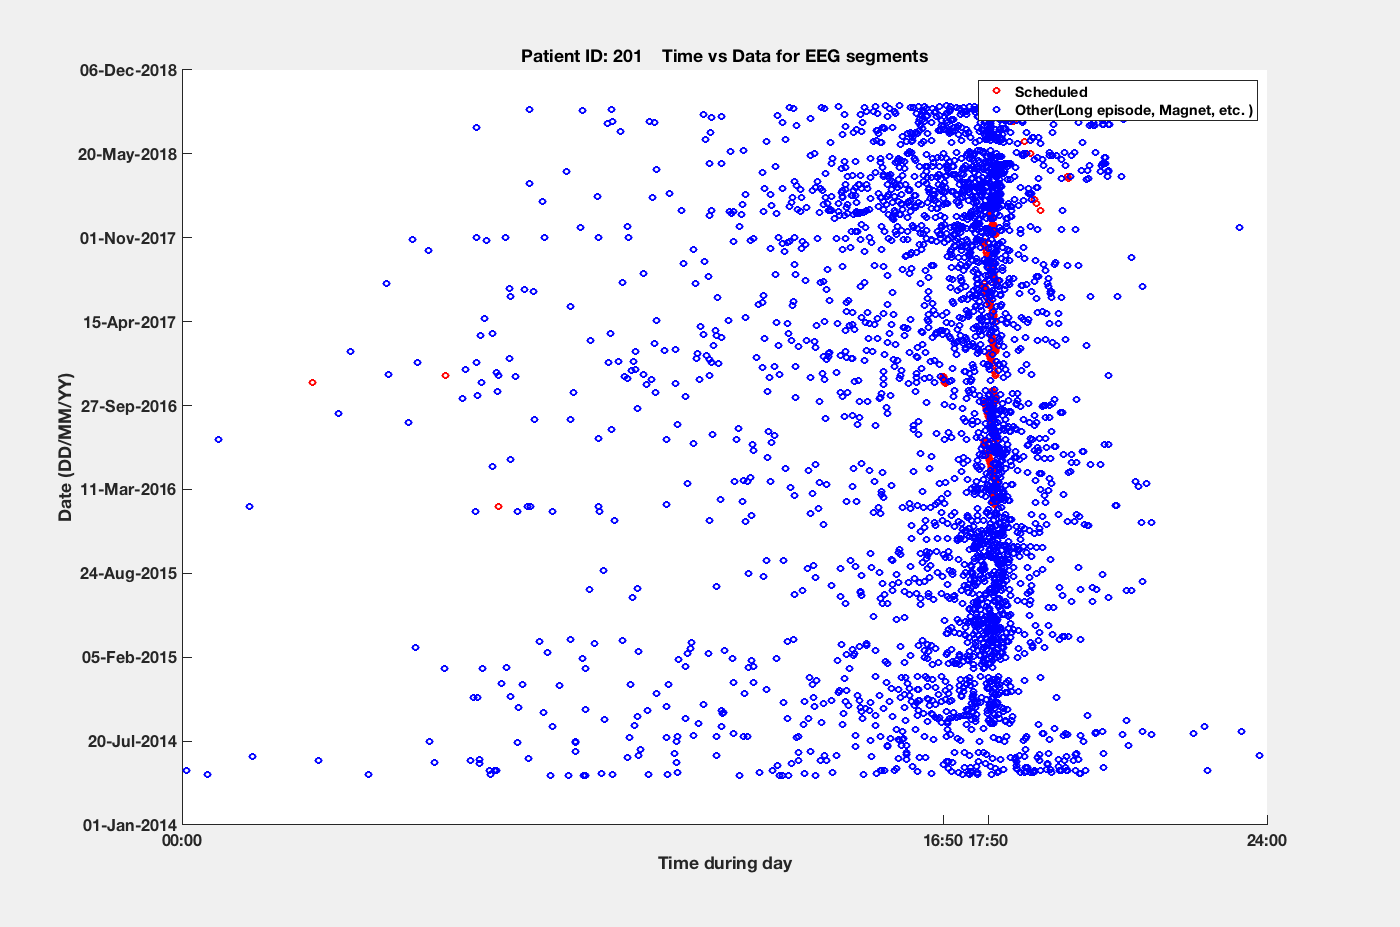 Patient ID: 201    Time vs Data for EEG segments
06-Dec-2018
Scheduled
Other(Long episode, Magnet, etc. )
20-May-2018
01-Nov-2017
15-Apr-2017
27-Sep-2016
11-Mar-2016
24-Aug-2015
05-Feb-2015
20-Jul-2014
01-Jan-2014
Date (DD/MM/YY)
00:00 16:50 17:50 24:00
Time during day